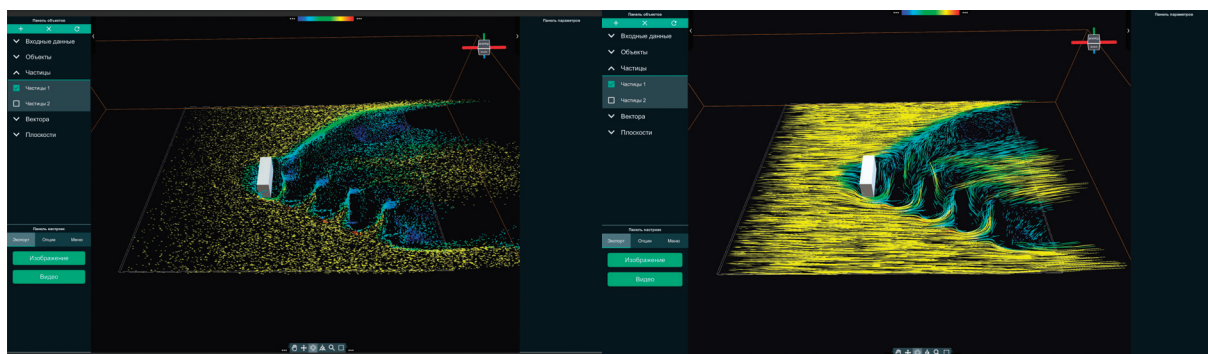 Панель объектов
Входные данные
Объекты
Частицы
Частицы 1
Частицы 2
Вектора
Плоскости
Панель настроек
Экспорт Опции Меню
Изображение
Видео
Панель параметров
Панель объектов
Входные данные
Объекты
Частицы
Частицы 1
Частицы 2
Вектора
Плоскости
Панель настроек
Экспорт Опции Меню
Изображение
Видео
Панель параметров